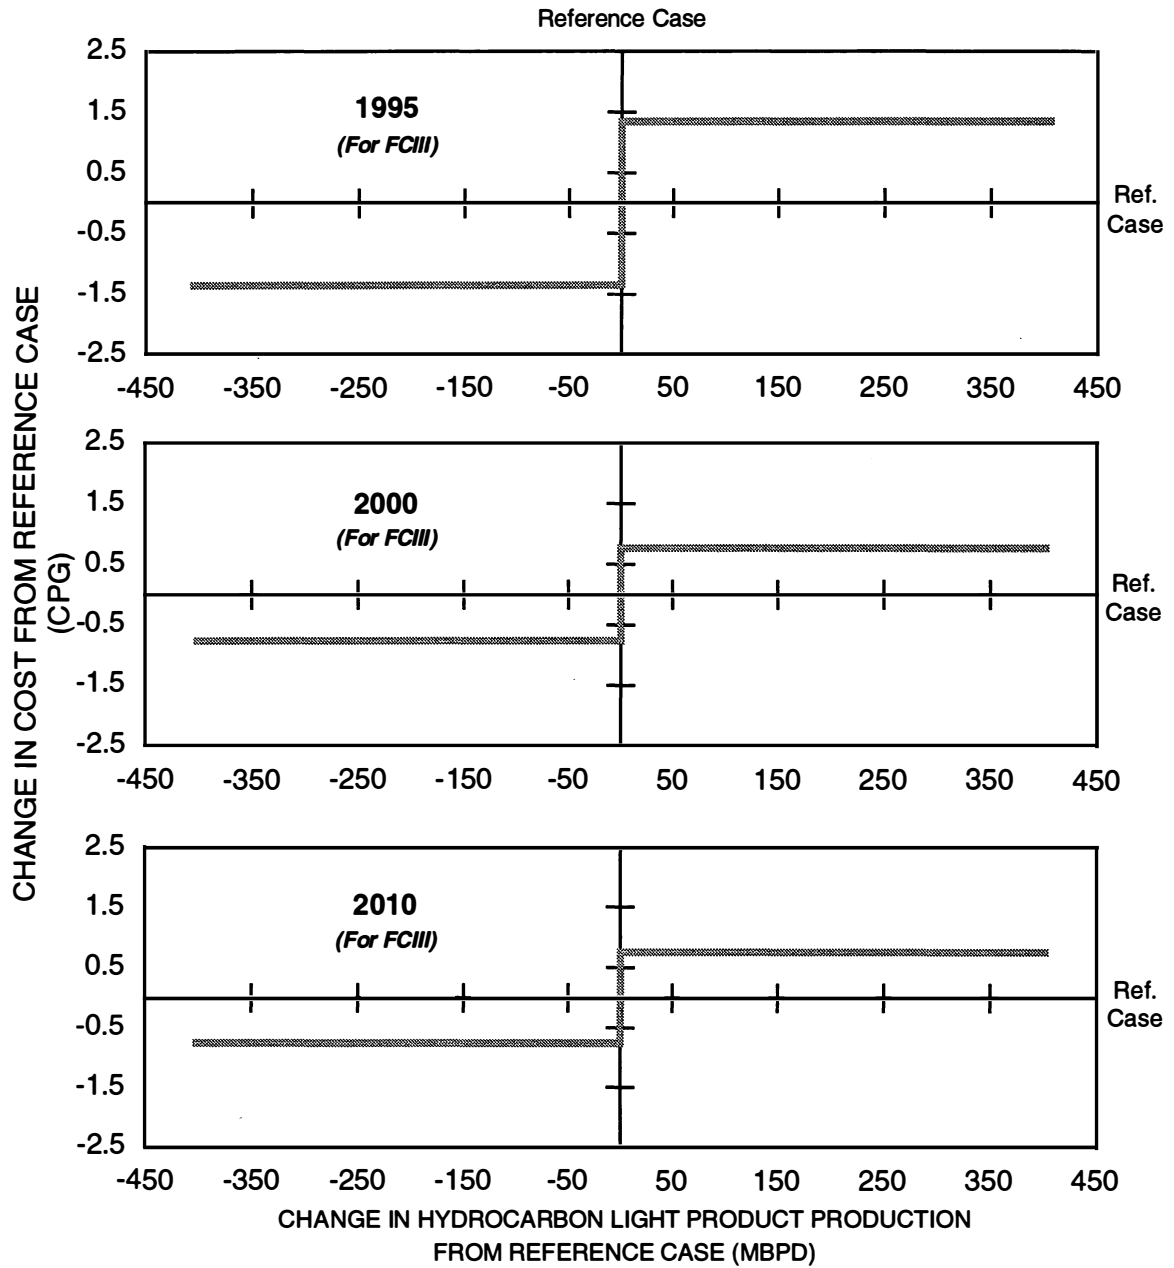 Reference Case
2.5
1995
1.5
(For FCIII)
0.5
Ref.
Case
-0.5
-1.5
-2.5
-450 -350 -250 -150 -50 50 150 250 350 450
2.5
2000
1.5
(For FCIII)
0.5
Ref.
Case
-0.5
-1.5
-2.5
-450 -350 -250 -150 -50 50 150 250 350 450
2.5
2010
1.5
(For FCIII)
0.5
Ref.
Case
-0.5
-1.5
-2.5
-450 -350 -250 -150 -50 50 150 250 350 450
CHANGE IN COST FROM REFERENCE CASE
(CPG)
CHANGE IN HYDROCARBON LIGHT PRODUCT PRODUCTION
FROM REFERENCE CASE (MBPD)